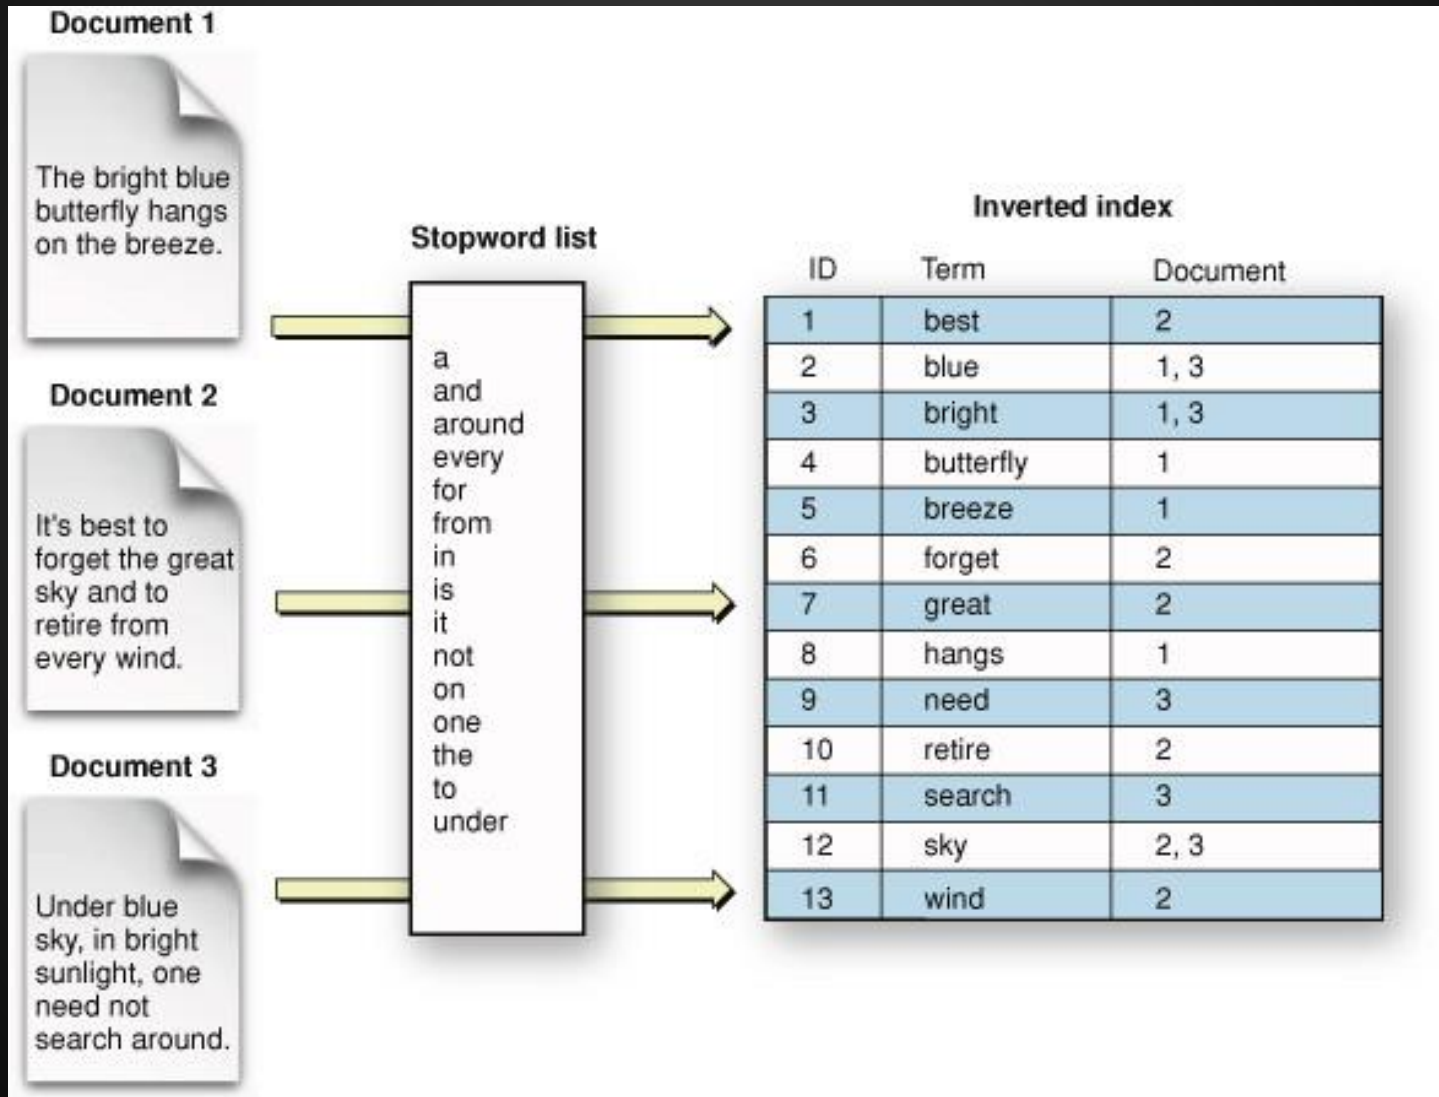 Document 1
The bright blue
butterfly hangs
on the breeze.
Document 2
It's best to
forget the great
sky and to
retire from
every wind.
Document 3
Under blue
sky, in bright
sunlight, one
need not
search around.
Stopword list
a
and
around
every
for
from
in
is
it
not
on
one
the
to
under
Inverted index
ID Term Document
1 best 2
2 blue 1, 3
3 bright 1, 3
4 butterfly 1
5 breeze 1
6 forget 2
7 great 2
8 hangs 1
9 need 3
10 retire 2
11 search 3
12 sky 2, 3
13 wind 2